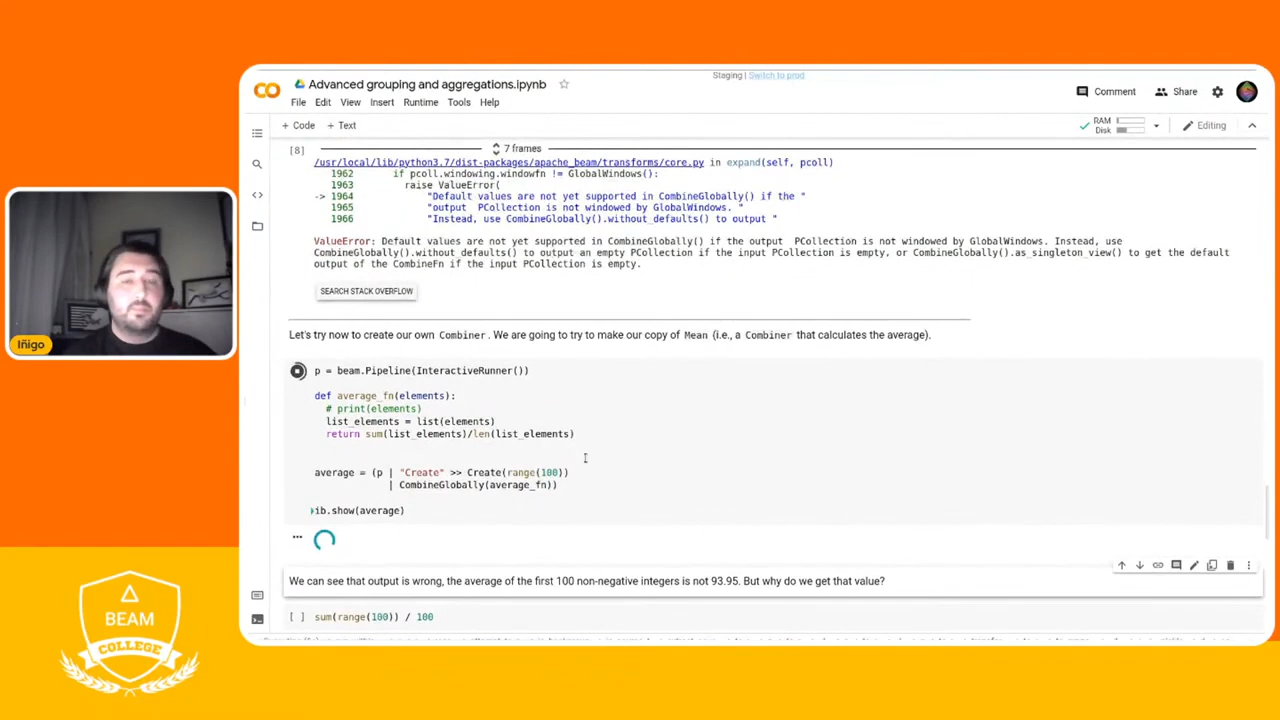 Staging | Switch to prod
Advanced grouping and aggregations.ipynb
Comment
Share
File Edit View Insert Runtime Tools Help
+ Code + Text
RAM
Disk
Editing
[8]
7 frames
/usr/local/lib/python3.7/dist-packages/apache_beam/transforms/core.py in expand(self, pcoll)
1962 if pcoll.windowing.windowfn != GlobalWindows():
1963 raise ValueError(
-> 1964 "Default values are not yet supported in CombineGlobally() if the "
1965 "output PCollection is not windowed by GlobalWindows. "
1966 "Instead, use CombineGlobally().without_defaults() to output "
ValueError: Default values are not yet supported in CombineGlobally() if the output PCollection is not windowed by GlobalWindows. Instead, use
CombineGlobally().without_defaults() to output an empty PCollection if the input PCollection is empty, or CombineGlobally().as_singleton_view() to get the default
output of the CombineFn if the input PCollection is empty.
SEARCH STACK OVERFLOW
Let's try now to create our own Combiner. We are going to try to make our copy of Mean (i.e., a Combiner that calculates the average).
p = beam.Pipeline(InteractiveRunner())
def average_fn(elements):
# print(elements)
list_elements = list(elements)
return sum(list_elements)/len(list_elements)
average = (p | "Create" >> Create(range(100))
| CombineGlobally(average_fn))
ib.show(average)
We can see that output is wrong, the average of the first 100 non-negative integers is not 93.95. But why do we get that value?
[ ] sum(range(100)) / 100
Iñigo
BEAM
COLLEGE